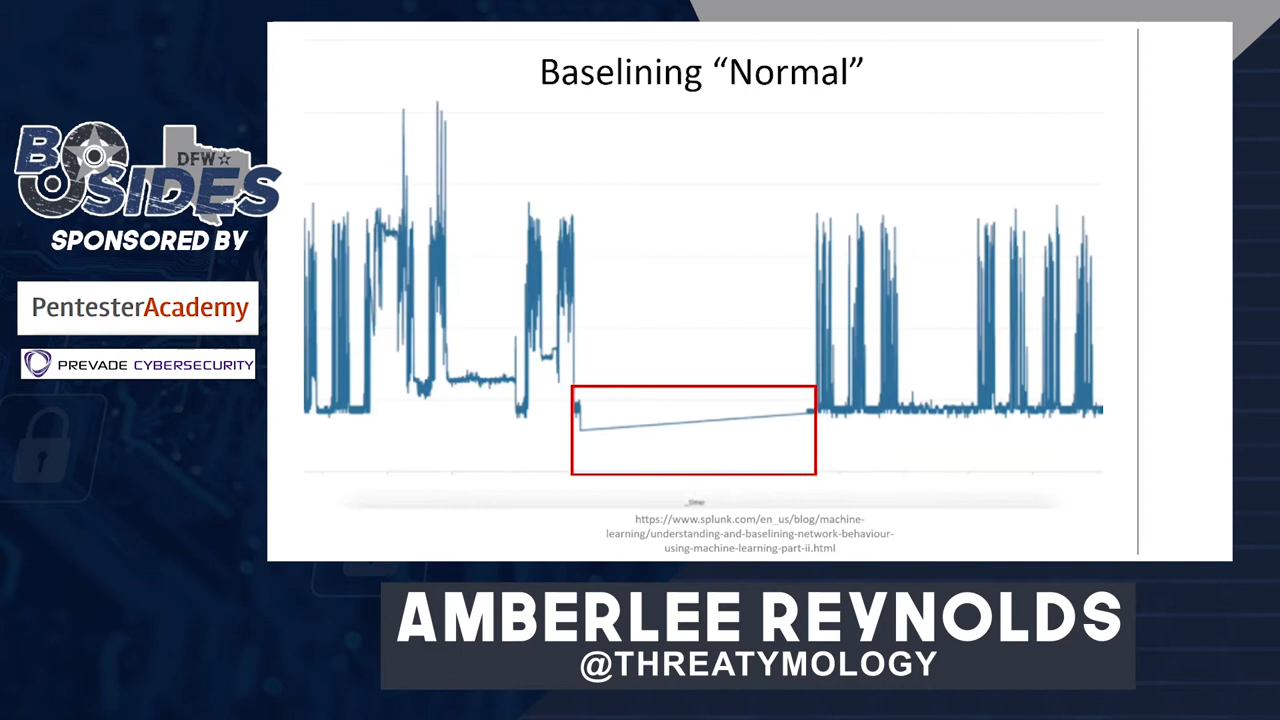 Baselining “Normal”
BSIDES
DFW
SPONSORED BY
PentesterAcademy
PREVADE CYBERSECURITY
_time
https://www.splunk.com/en_us/blog/machine-
learning/understanding-and-baselining-network-behaviour-
using-machine-learning-part-ii.html
AMBERLEE REYNOLDS
@THREATYMOLOGY